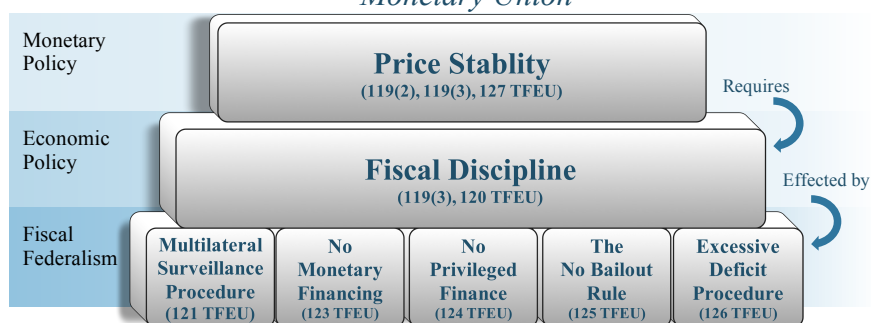 Monetary Union
Monetary
Policy
Price Stablity
(119(2), 119(3), 127 TFEU)
Requires
Economic
Policy
Fiscal Discipline
(119(3), 120 TFEU)
Effected by
Fiscal
Federalism
Multilateral
Surveillance
Procedure
(121 TFEU)
No
Monetary
Financing
(123 TFEU)
No
Privileged
Finance
(124 TFEU)
The
No Bailout
Rule
(125 TFEU)
Excessive
Deficit
Procedure
(126 TFEU)